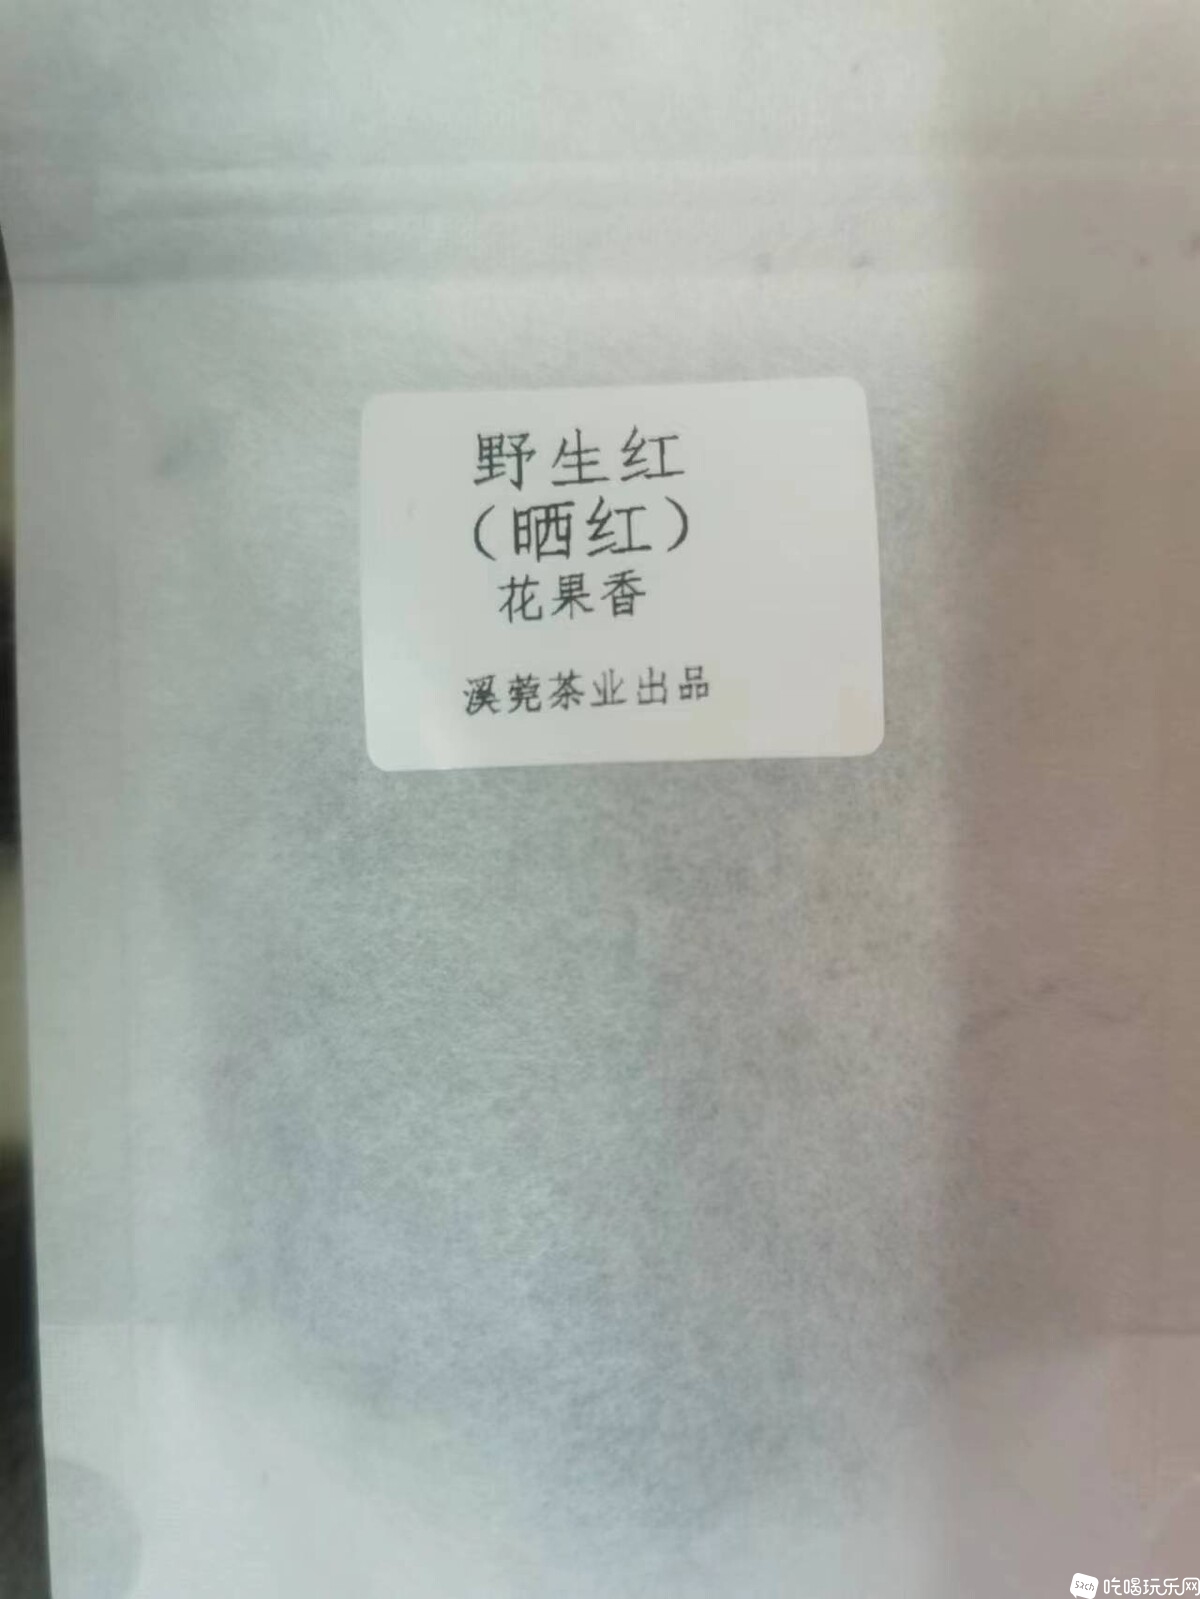 野生红
（晒红）
花果香
溪莞茶业出品
sach 吃喝玩乐网